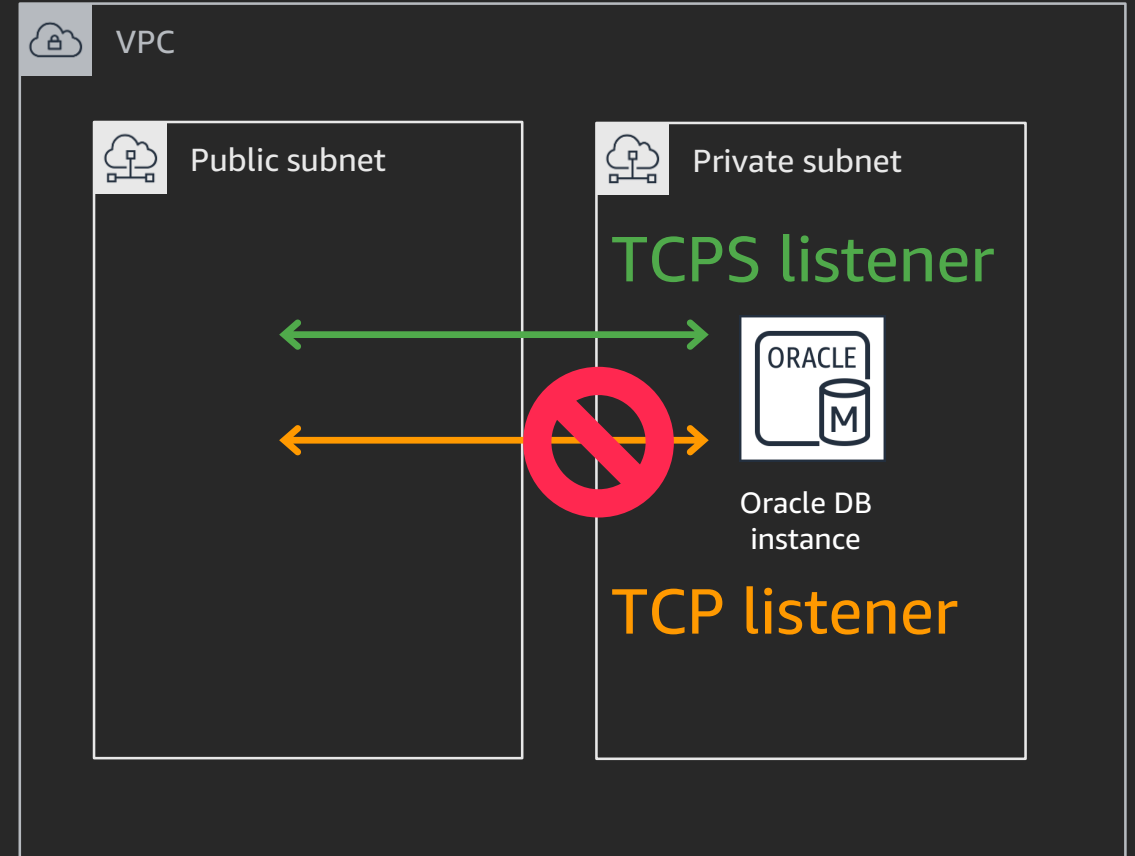 VPC
Public subnet
Private subnet
TCPS listener
ORACLE
M
Oracle DB
instance
TCP listener